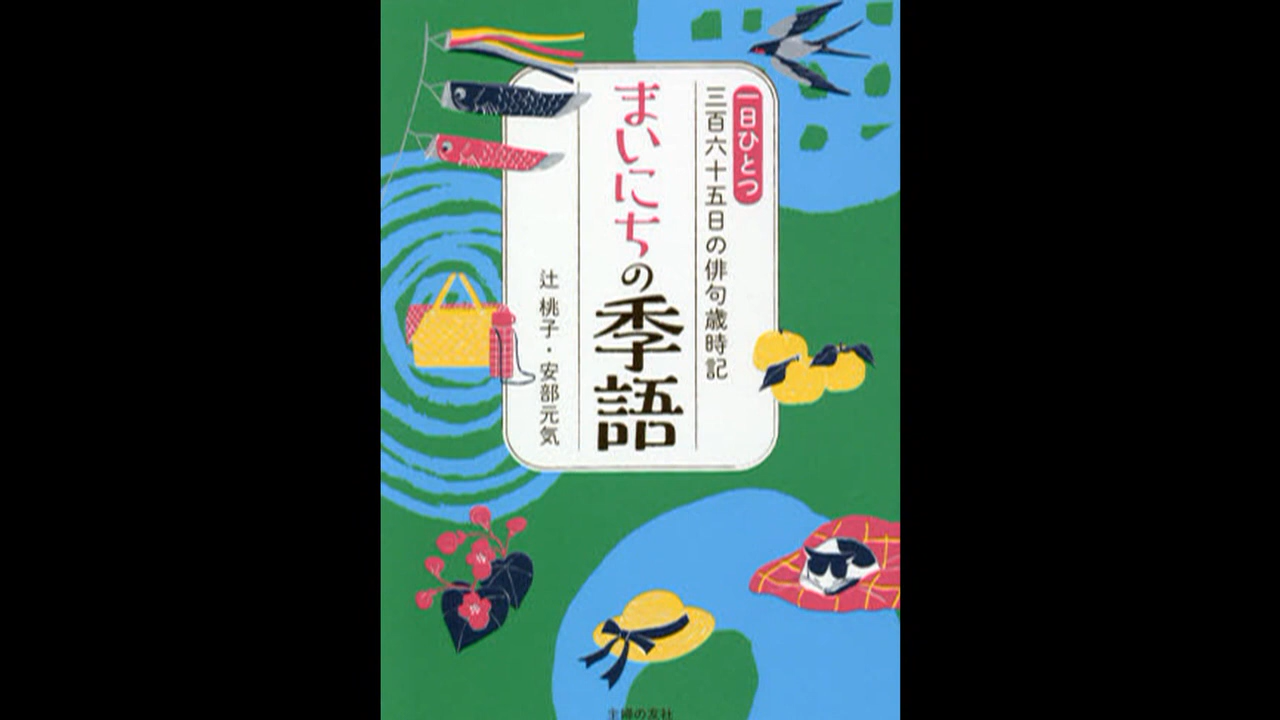 一日ひとつ
三百六十五日の俳句歳時記
まいにちの季語
辻 桃子・安部元気
主婦の友社